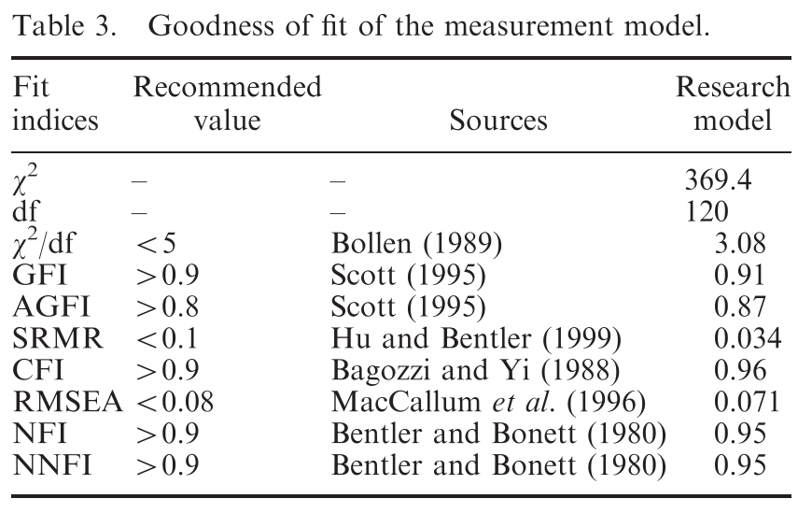 Table 3. Goodness of fit of the measurement model.
Fit indices Recommended value Sources Research model
χ² – – 369.4
df – – 120
χ²/df <5 Bollen (1989) 3.08
GFI >0.9 Scott (1995) 0.91
AGFI >0.8 Scott (1995) 0.87
SRMR <0.1 Hu and Bentler (1999) 0.034
CFI >0.9 Bagozzi and Yi (1988) 0.96
RMSEA <0.08 MacCallum et al. (1996) 0.071
NFI >0.9 Bentler and Bonett (1980) 0.95
NNFI >0.9 Bentler and Bonett (1980) 0.95